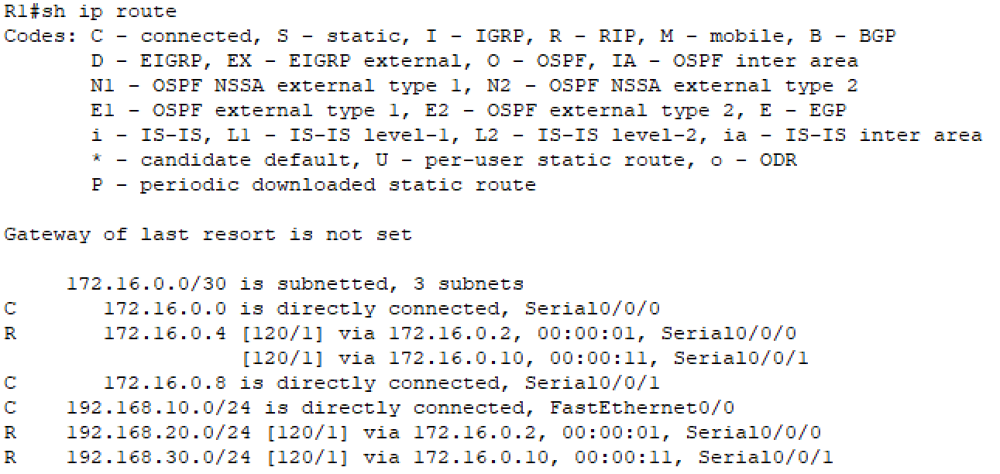 R1#sh ip route
Codes: C - connected, S - static, I - IGRP, R - RIP, M - mobile, B - BGP
       D - EIGRP, EX - EIGRP external, O - OSPF, IA - OSPF inter area
       N1 - OSPF NSSA external type 1, N2 - OSPF NSSA external type 2
       E1 - OSPF external type 1, E2 - OSPF external type 2, E - EGP
       i - IS-IS, L1 - IS-IS level-1, L2 - IS-IS level-2, ia - IS-IS inter area
       * - candidate default, U - per-user static route, o - ODR
       P - periodic downloaded static route

Gateway of last resort is not set

     172.16.0.0/30 is subnetted, 3 subnets
C       172.16.0.0 is directly connected, Serial0/0/0
R       172.16.0.4 [120/1] via 172.16.0.2, 00:00:01, Serial0/0/0
                   [120/1] via 172.16.0.10, 00:00:11, Serial0/0/1
C       172.16.0.8 is directly connected, Serial0/0/1
C    192.168.10.0/24 is directly connected, FastEthernet0/0
R    192.168.20.0/24 [120/1] via 172.16.0.2, 00:00:01, Serial0/0/0
R    192.168.30.0/24 [120/1] via 172.16.0.10, 00:00:11, Serial0/0/1